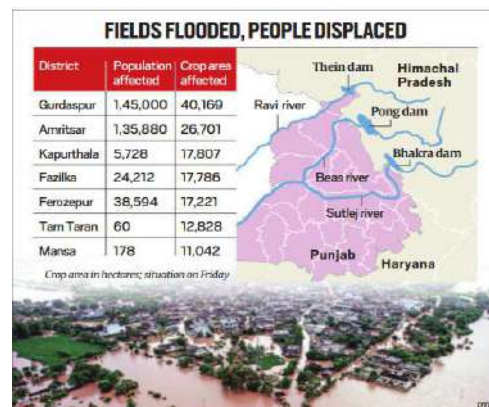 FIELDS FLOODED, PEOPLE DISPLACED
District Population affected Crop area affected
Gurdaspur 1,45,000 40,169
Amritsar 1,35,880 26,701
Kapurthala 5,728 17,807
Fazilka 24,212 17,786
Ferozepur 38,594 17,221
Tarn Taran 60 12,828
Mansa 178 11,042
Crop area in hectares; situation on Friday
Thein dam
Himachal
Pradesh
Ravi river
Pong dam
Bhakra dam
Beas river
Sutlej river
Punjab
Haryana